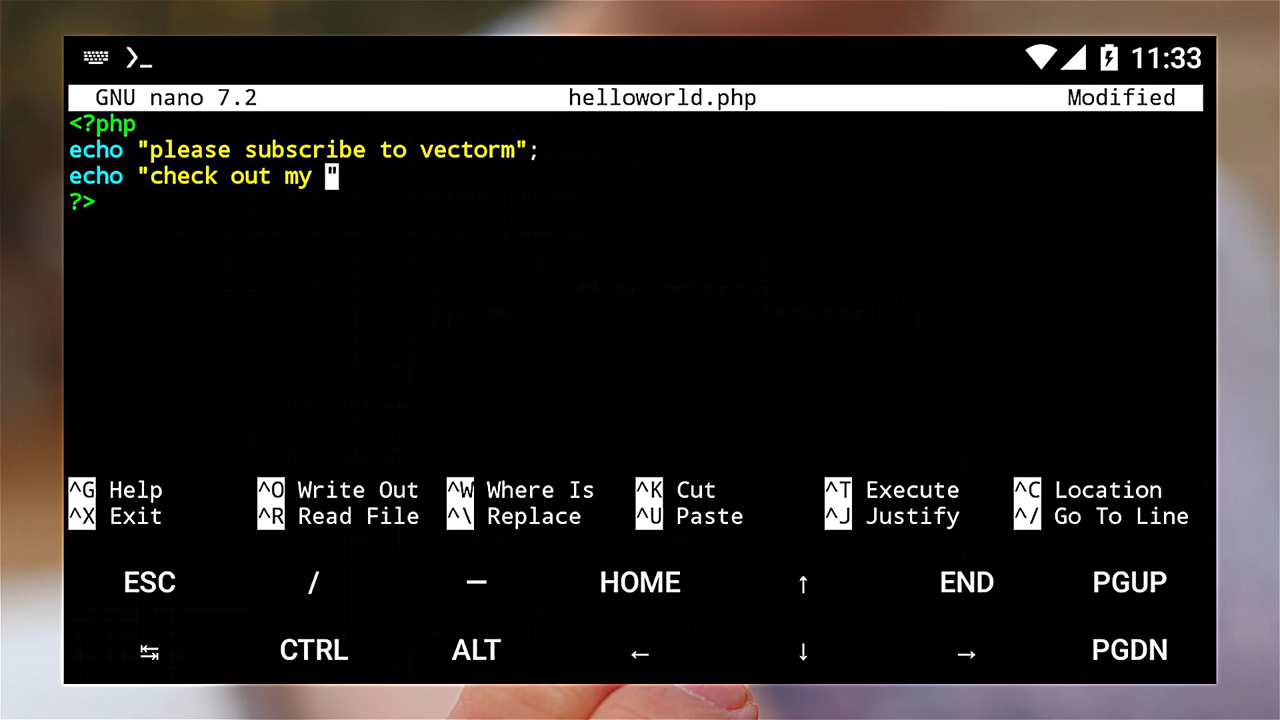 11:33
GNU nano 7.2 helloworld.php Modified
<?php
echo "please subscribe to vectorm";
echo "check out my "
?>
^G Help ^O Write Out ^W Where Is ^K Cut ^T Execute ^C Location
^X Exit ^R Read File ^\ Replace ^U Paste ^J Justify ^/ Go To Line
ESC / — HOME ↑ END PGUP
↹ CTRL ALT ← ↓ → PGDN